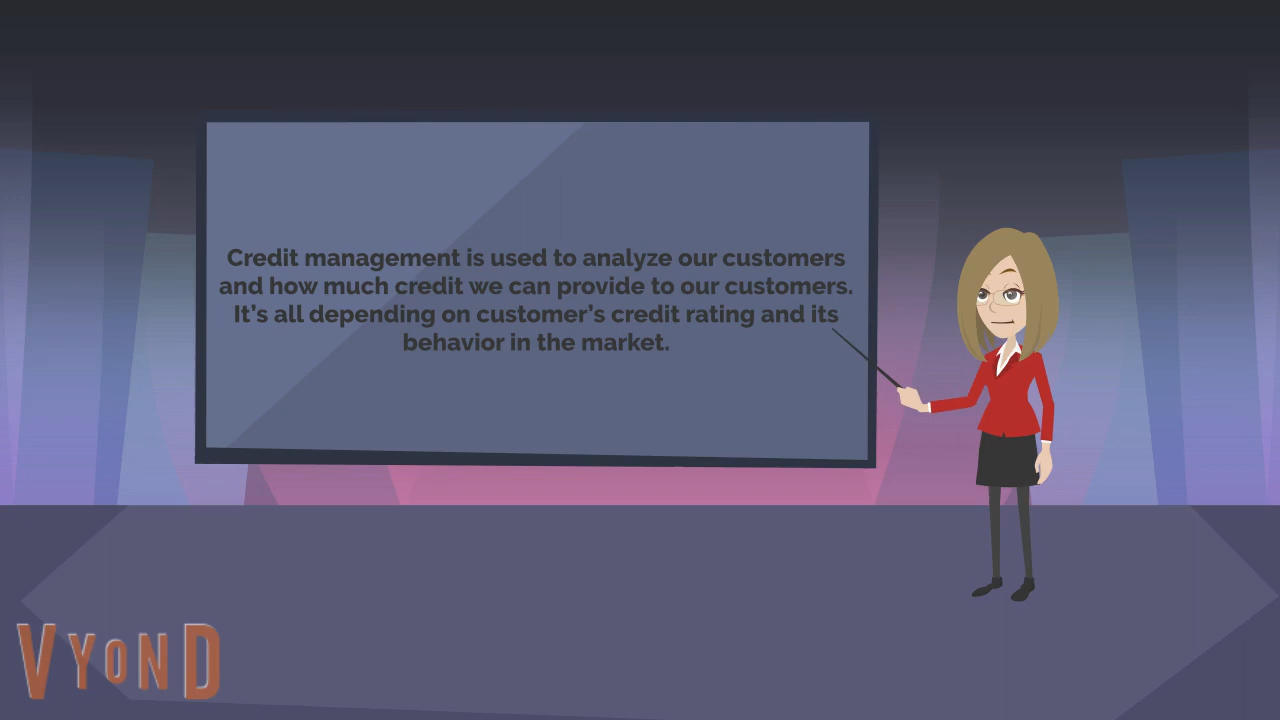 Credit management is used to analyze our customers
and how much credit we can provide to our customers.
It’s all depending on customer’s credit rating and its
behavior in the market.
VYOND